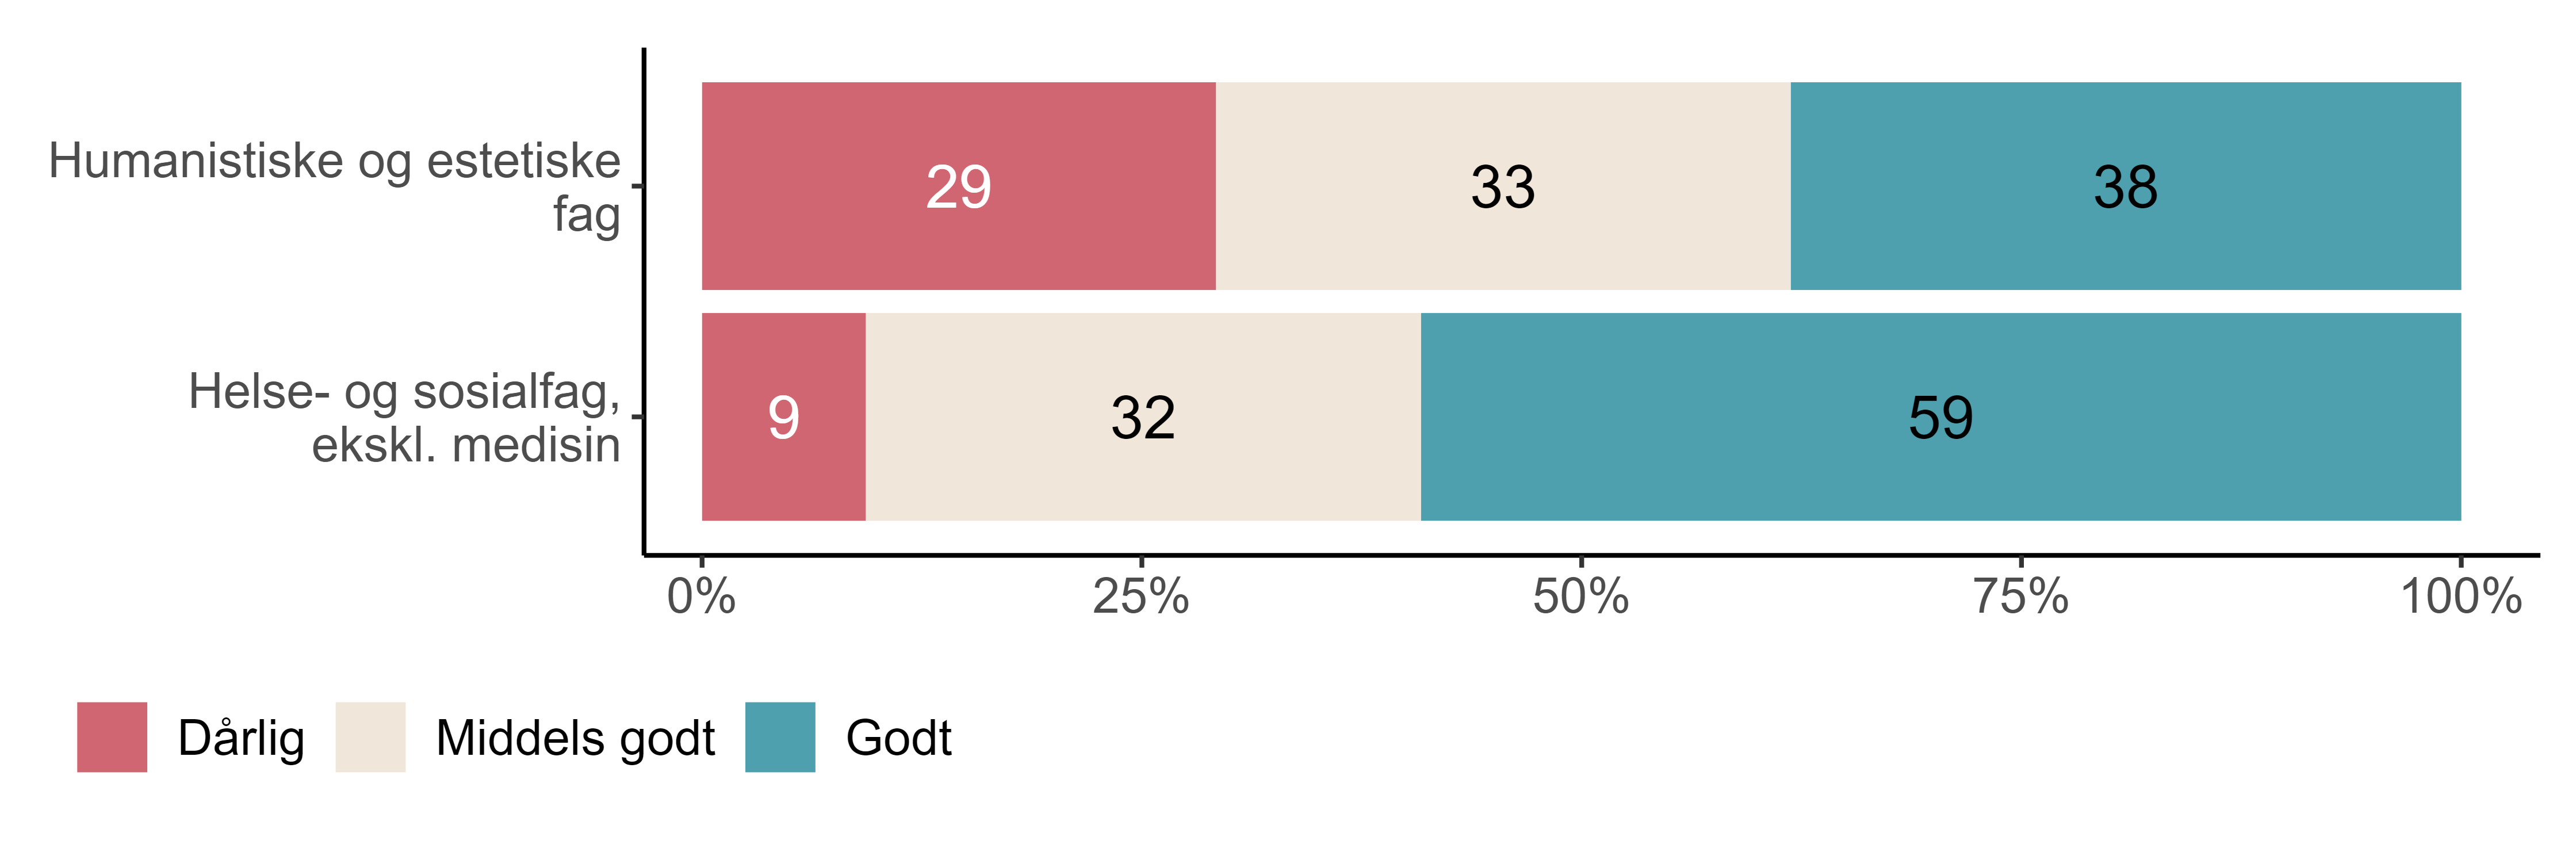 Humanistiske og estetiske
fag
29 33 38
Helse- og sosialfag,
ekskl. medisin
9 32 59
0% 25% 50% 75% 100%
Dårlig Middels godt Godt